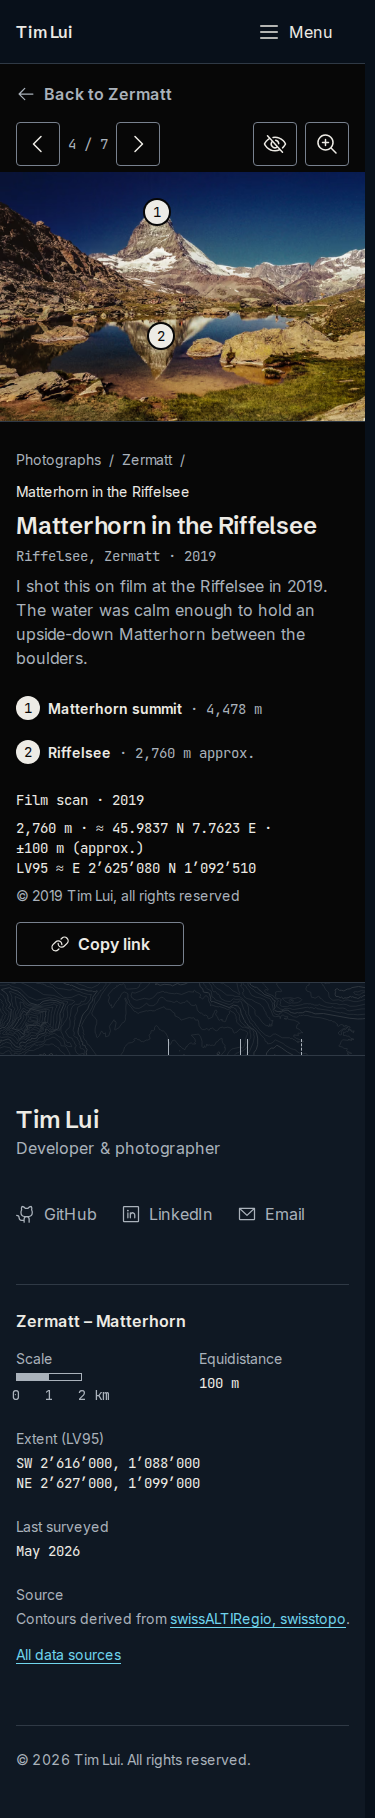 Tim Lui
Menu
Back to Zermatt
4 / 7
1
2
Photographs / Zermatt /
Matterhorn in the Riffelsee
Matterhorn in the Riffelsee
Riffelsee, Zermatt · 2019
I shot this on film at the Riffelsee in 2019.
The water was calm enough to hold an
upside-down Matterhorn between the
boulders.
1 Matterhorn summit · 4,478 m
2 Riffelsee · 2,760 m approx.
Film scan · 2019
2,760 m · ≈ 45.9837 N 7.7623 E ·
±100 m (approx.)
LV95 ≈ E 2’625’080 N 1’092’510
© 2019 Tim Lui, all rights reserved
Copy link
Tim Lui
Developer & photographer
GitHub
LinkedIn
Email
Zermatt – Matterhorn
Scale
0 1 2 km
Equidistance
100 m
Extent (LV95)
SW 2’616’000, 1’088’000
NE 2’627’000, 1’099’000
Last surveyed
May 2026
Source
Contours derived from swissALTIRegio, swisstopo.
All data sources
© 2026 Tim Lui. All rights reserved.